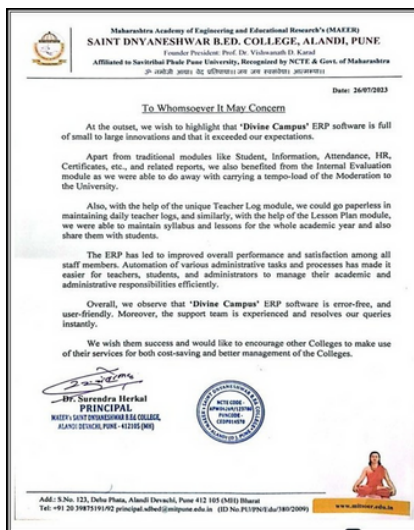 Maharashtra Academy of Engineering and Educational Research's (MAEER)
SAINT DNYANESHWAR B.ED. COLLEGE, ALANDI, PUNE
Founder President: Prof. Dr. Vishwanath D. Karad
Affiliated to Savitribai Phule Pune University, Recognized by NCTE & Govt. of Maharashtra
Date: 26/07/2023
To Whomsoever It May Concern
At the outset, we wish to highlight that 'Divine Campus' ERP software is full
of small to large innovations and that it exceeded our expectations.
Apart from traditional modules like Student, Information, Attendance, HR,
Certificates, etc., and related reports, we also benefited from the Internal Evaluation
module as we were able to do away with carrying a tempo-load of the Moderation to
the University.
Also, with the help of the unique Teacher Log module, we could go paperless in
maintaining daily teacher logs, and similarly, with the help of the Lesson Plan module,
we were able to maintain syllabus and lessons for the whole academic year and also
share them with students.
The ERP has led to improved overall performance and satisfaction among all
staff members. Automation of various administrative tasks and processes has made it
easier for teachers, students, and administrators to manage their academic and
administrative responsibilities efficiently.
Overall, we observe that 'Divine Campus' ERP software is error-free, and
user-friendly. Moreover, the support team is experienced and resolves our queries
instantly.
We wish them success and would like to encourage other Colleges to make use
of their services for both cost-saving and better management of the Colleges.
Dr. Surendra Herkal
PRINCIPAL
MAEER's SAINT DNYANESHWAR B.Ed. COLLEGE,
ALANDI DEVACHI, PUNE - 412105 (MH)
NCTE CODE -
PUNCODE -
Add.: S.No. 123, Dehu Phata, Alandi Devachi, Pune 412 105 (MH) Bharat
Tel: +91 20 39875191/92 principal.sdbed@mitpune.edu.in (ID No.PU/PN/Edu/380/2009)
www.mitoer.edu.in